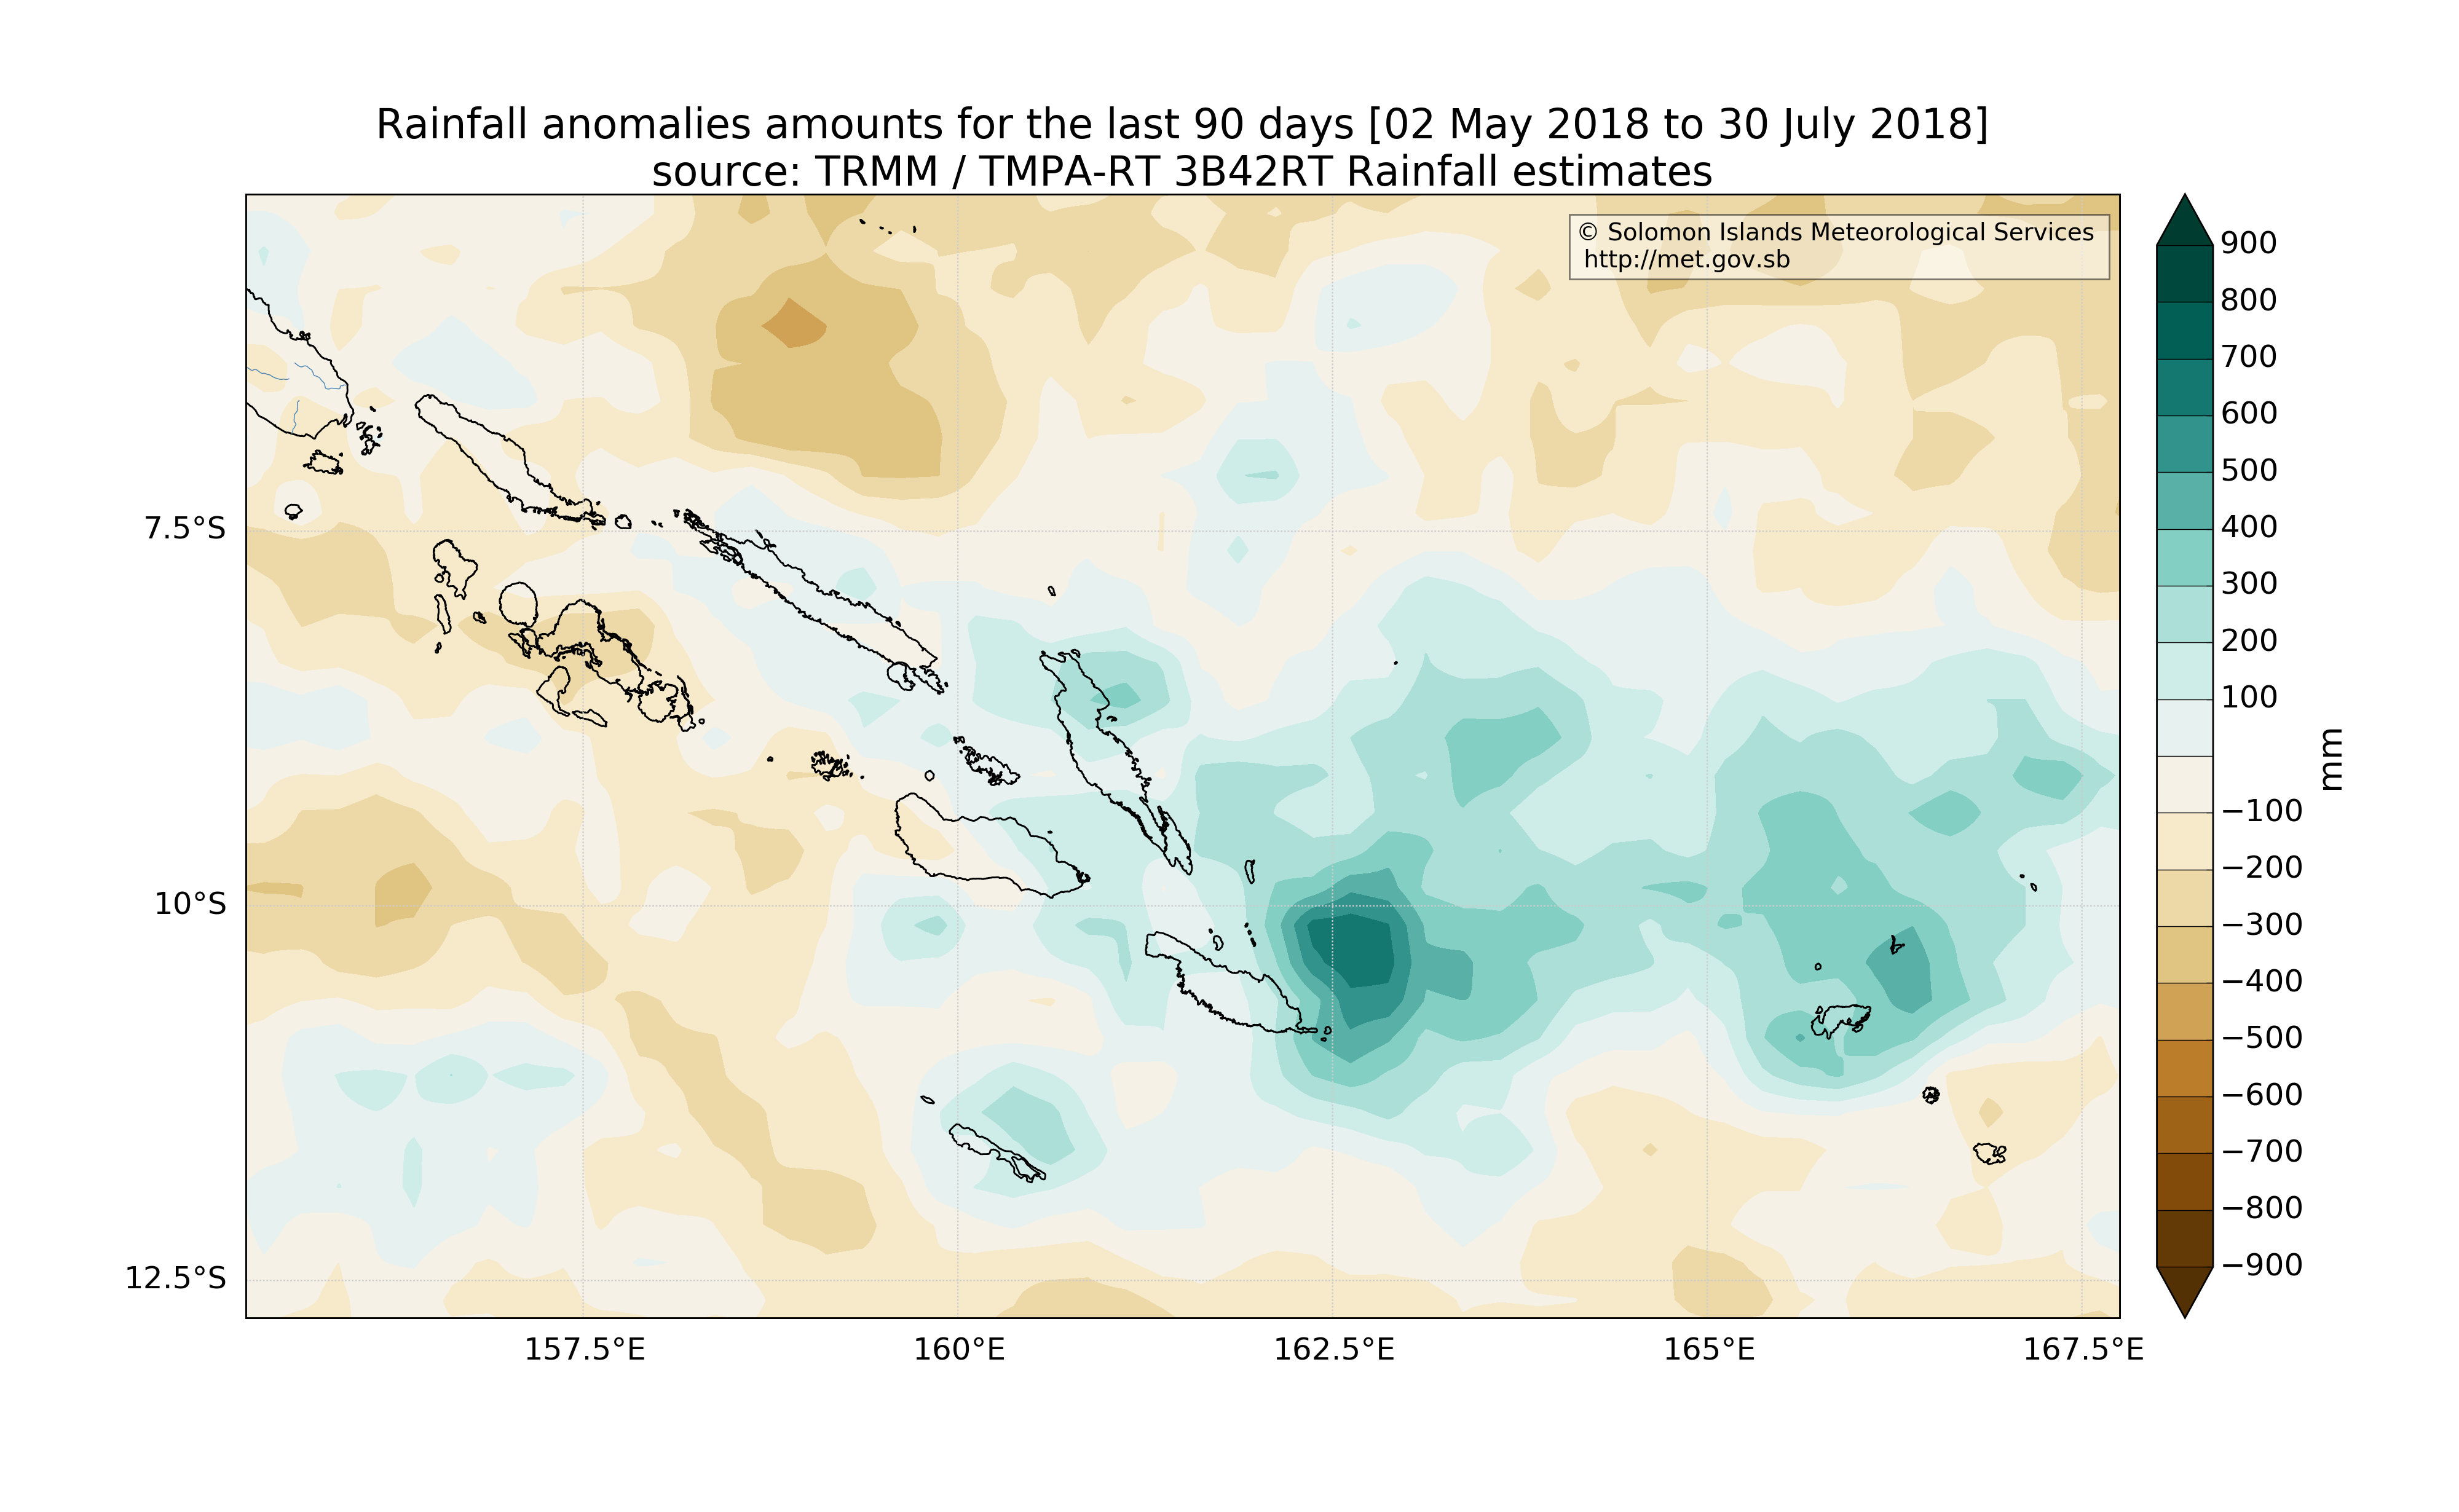 Rainfall anomalies amounts for the last 90 days [02 May 2018 to 30 July 2018]
source: TRMM / TMPA-RT 3B42RT Rainfall estimates
© Solomon Islands Meteorological Services
http://met.gov.sb
7.5°S
10°S
12.5°S
157.5°E
160°E
162.5°E
165°E
167.5°E
900
800
700
600
500
400
300
200
100
−100
−200
−300
−400
−500
−600
−700
−800
−900
mm